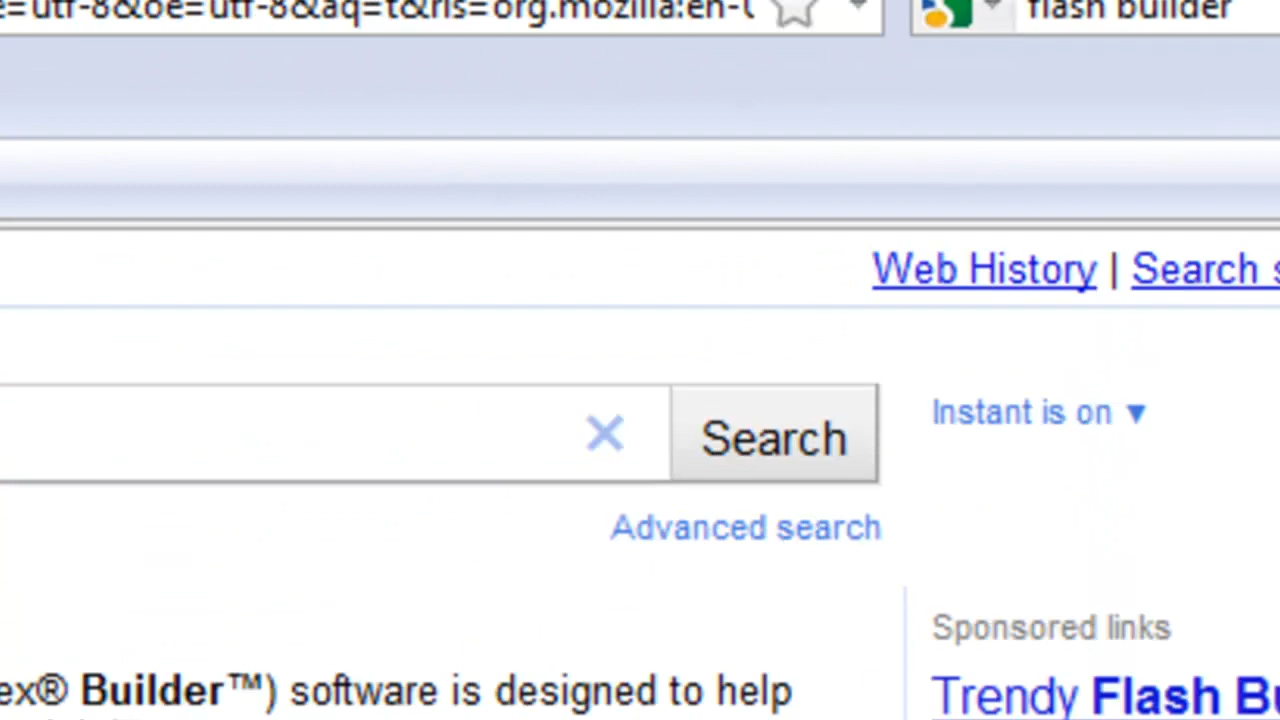 =utf-8&oe=utf-8&aq=t&rls=org.mozilla:en-U
flash builder
Web History | Search s
Search
Instant is on ▼
Advanced search
Sponsored links
ex® Builder™) software is designed to help
Trendy Flash Bu